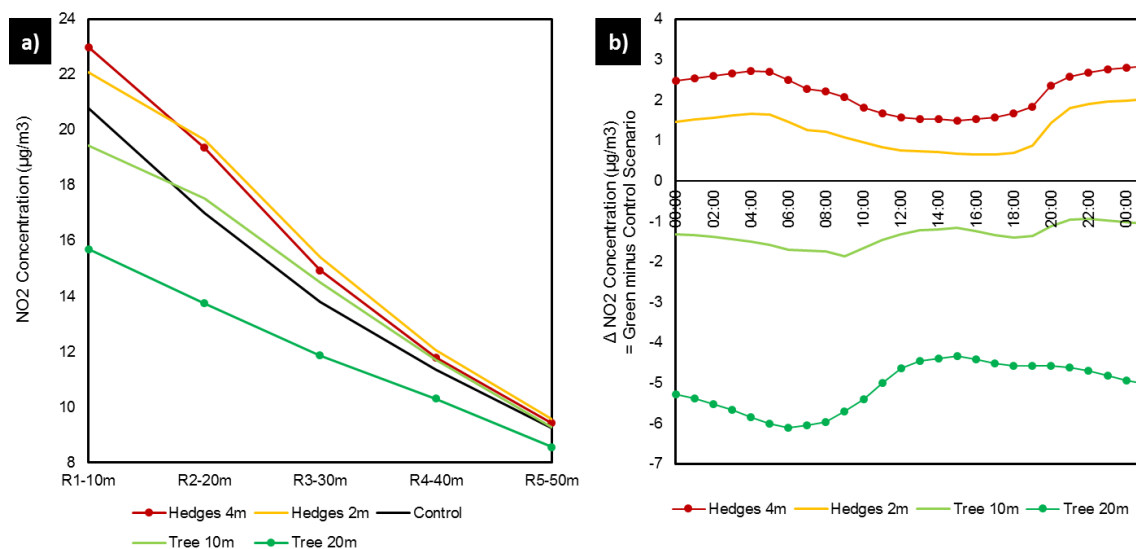 a)
NO2 Concentration (µg/m3)
24
22
20
18
16
14
12
10
8
R1-10m R2-20m R3-30m R4-40m R5-50m
Hedges 4m Hedges 2m Control
Tree 10m Tree 20m
b)
Δ NO2 Concentration (µg/m3)
= Green minus Control Scenario
4
3
2
1
0
-1
-2
-3
-4
-5
-6
-7
00:00 02:00 04:00 06:00 08:00 10:00 12:00 14:00 16:00 18:00 20:00 22:00 00:00
Hedges 4m Hedges 2m Tree 10m Tree 20m